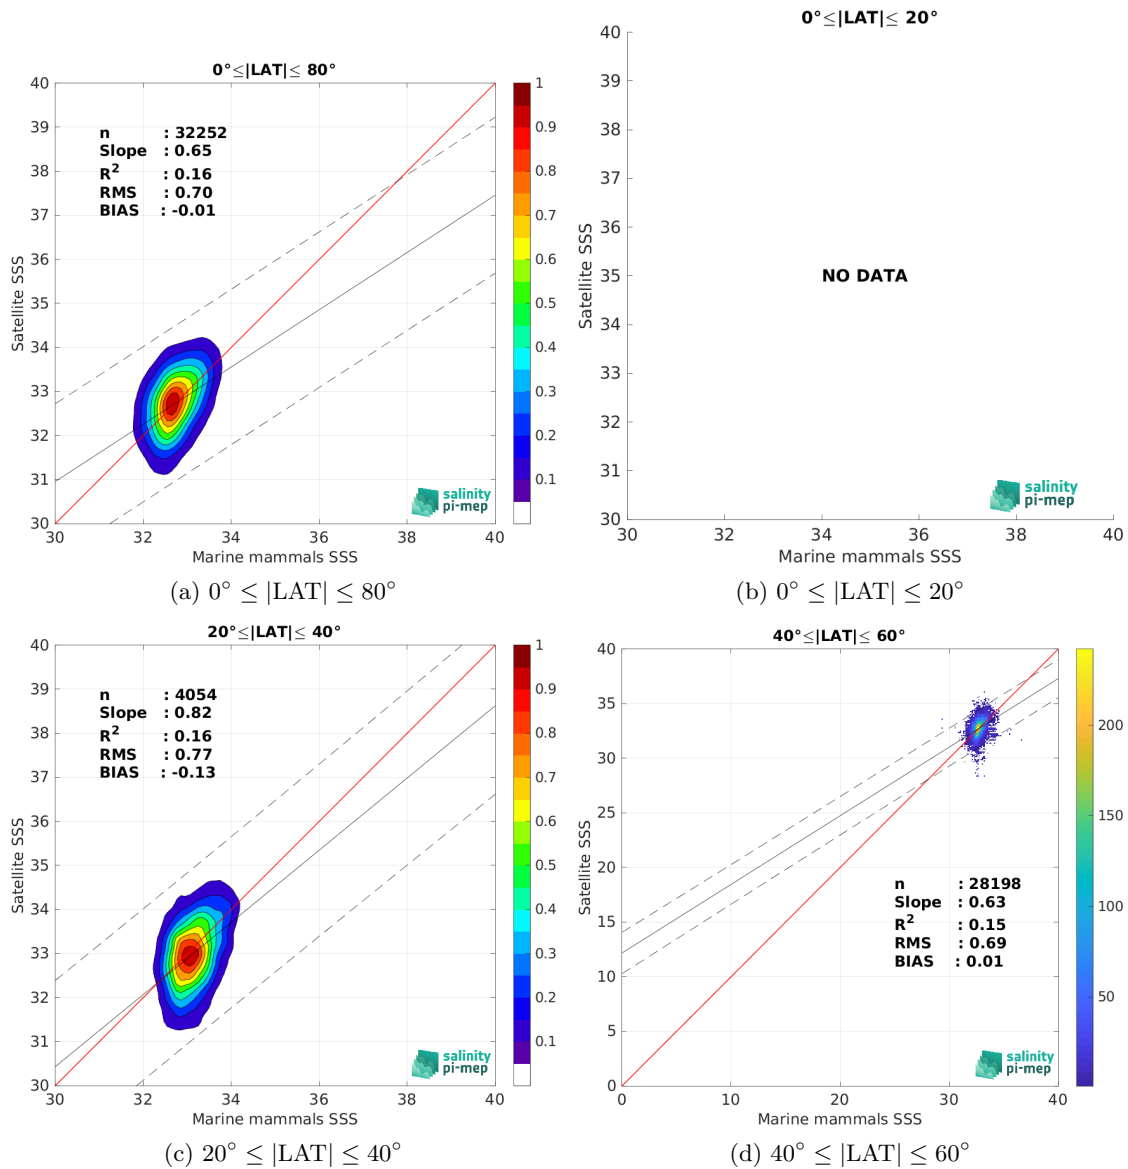 0°≤|LAT|≤ 80°
40
39
38
37
36
35
34
33
32
31
30
n : 32252
Slope : 0.65
R² : 0.16
RMS : 0.70
BIAS : -0.01
Satellite SSS
salinity
pi-mep
30 32 34 36 38 40
Marine mammals SSS
1
0.9
0.8
0.7
0.6
0.5
0.4
0.3
0.2
0.1
(a) 0° ≤ |LAT| ≤ 80°
0°≤|LAT|≤ 20°
40
39
38
37
36
35
34
33
32
31
30
Satellite SSS
NO DATA
salinity
pi-mep
30 32 34 36 38 40
Marine mammals SSS
(b) 0° ≤ |LAT| ≤ 20°
20°≤|LAT|≤ 40°
40
39
38
37
36
35
34
33
32
31
30
n : 4054
Slope : 0.82
R² : 0.16
RMS : 0.77
BIAS : -0.13
Satellite SSS
salinity
pi-mep
30 32 34 36 38 40
Marine mammals SSS
1
0.9
0.8
0.7
0.6
0.5
0.4
0.3
0.2
0.1
(c) 20° ≤ |LAT| ≤ 40°
40°≤|LAT|≤ 60°
40
35
30
25
20
15
10
5
0
Satellite SSS
n : 28198
Slope : 0.63
R² : 0.15
RMS : 0.69
BIAS : 0.01
salinity
pi-mep
0 10 20 30 40
Marine mammals SSS
200
150
100
50
(d) 40° ≤ |LAT| ≤ 60°